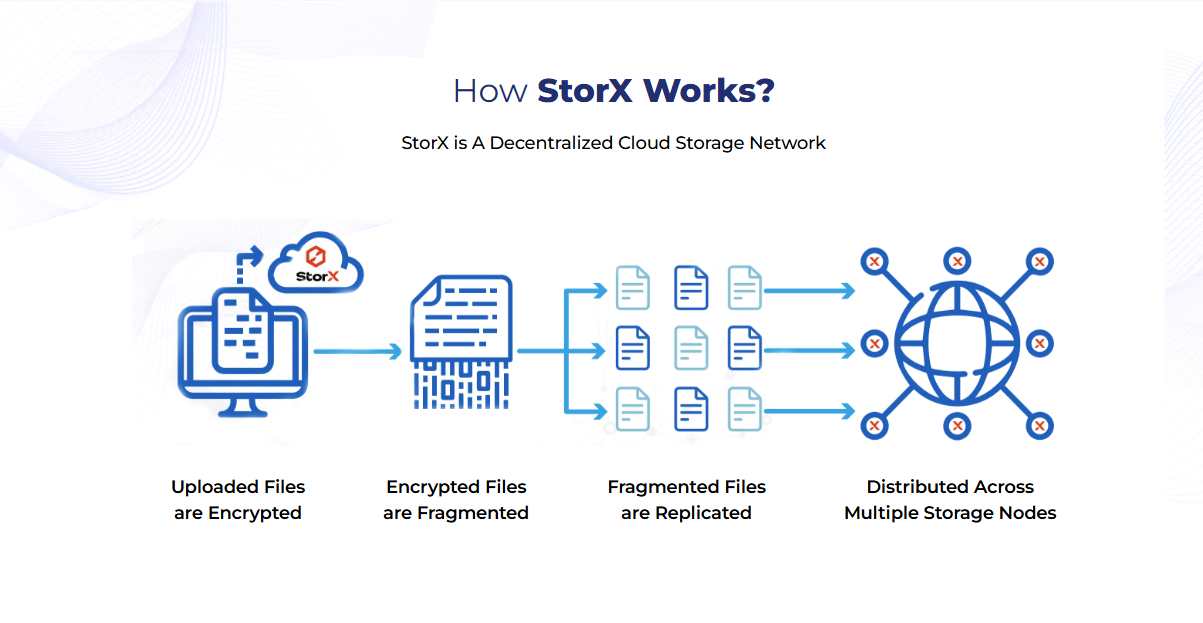 How StorX Works?
StorX is A Decentralized Cloud Storage Network
StorX
Uploaded Files
are Encrypted
Encrypted Files
are Fragmented
Fragmented Files
are Replicated
Distributed Across
Multiple Storage Nodes